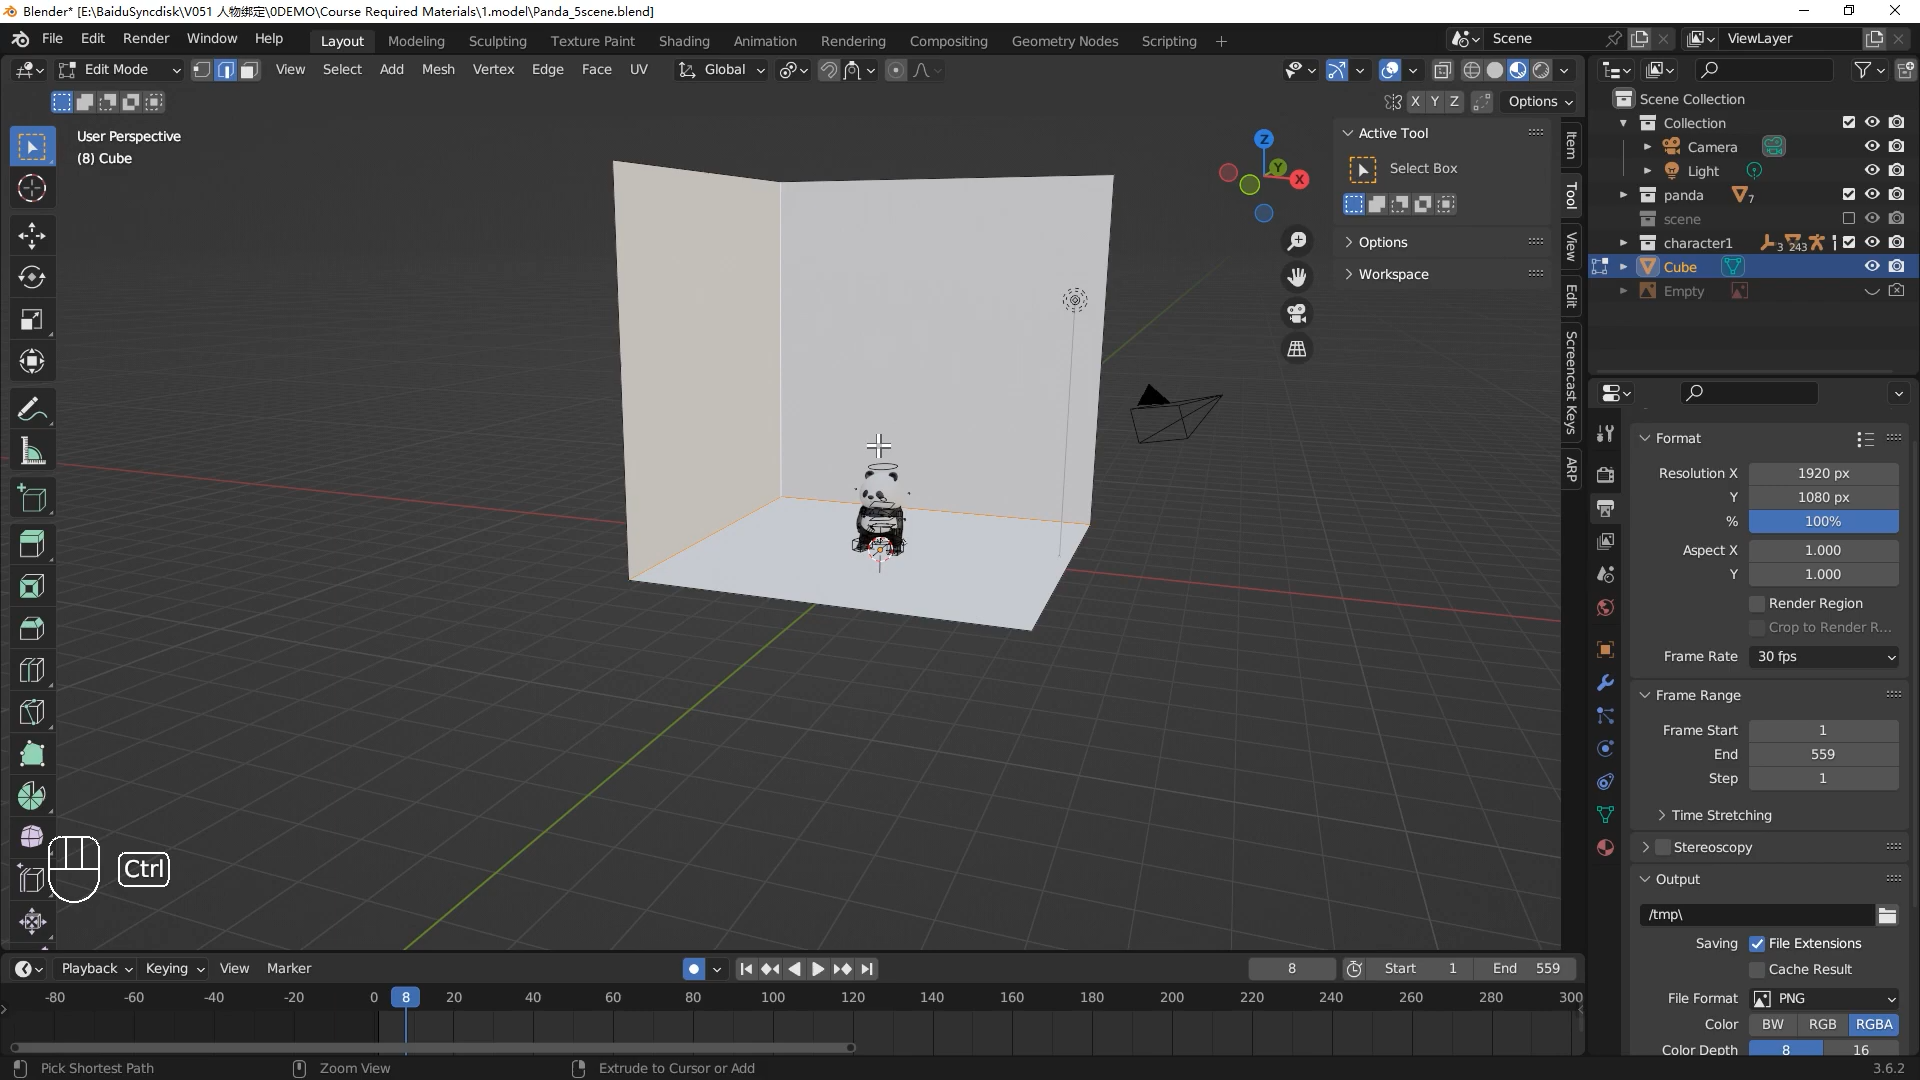 Blender* [E:\BaiduSyncdisk\V051 人物绑定\0DEMO\Course Required Materials\1.model\Panda_5scene.blend]
File Edit Render Window Help
Layout Modeling Sculpting Texture Paint Shading Animation Rendering Compositing Geometry Nodes Scripting
Scene
ViewLayer
Edit Mode
View Select Add Mesh Vertex Edge Face UV
Global
X Y Z
Options
User Perspective
(8) Cube
Z
Y
X
Active Tool
Select Box
Options
Workspace
Item
Tool
View
Edit
Screencast Keys
ARP
Scene Collection
Collection
Camera
Light
panda 7
scene
character1 3 243
Cube
Empty
Format
Resolution X 1920 px
Y 1080 px
% 100%
Aspect X 1.000
Y 1.000
Render Region
Crop to Render R...
Frame Rate 30 fps
Frame Range
Frame Start 1
End 559
Step 1
Time Stretching
Stereoscopy
Output
/tmp\
Saving File Extensions
Cache Result
File Format PNG
Color BW RGB RGBA
Color Depth 8 16
Ctrl
Playback Keying View Marker
8
Start 1
End 559
-80 -60 -40 -20 0 8 20 40 60 80 100 120 140 160 180 200 220 240 260 280 300
Pick Shortest Path
Zoom View
Extrude to Cursor or Add
3.6.2